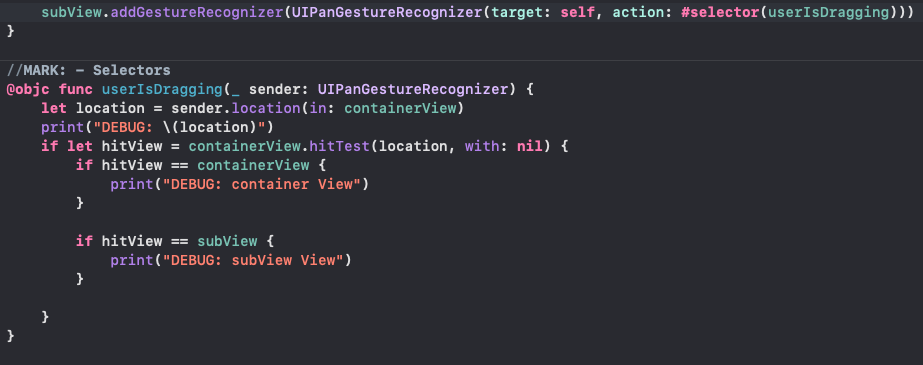 subView.addGestureRecognizer(UIPanGestureRecognizer(target: self, action: #selector(userIsDragging)))
}
//MARK: - Selectors
@objc func userIsDragging(_ sender: UIPanGestureRecognizer) {
let location = sender.location(in: containerView)
print("DEBUG: \(location)")
if let hitView = containerView.hitTest(location, with: nil) {
if hitView == containerView {
print("DEBUG: container View")
}
if hitView == subView {
print("DEBUG: subView View")
}
}
}